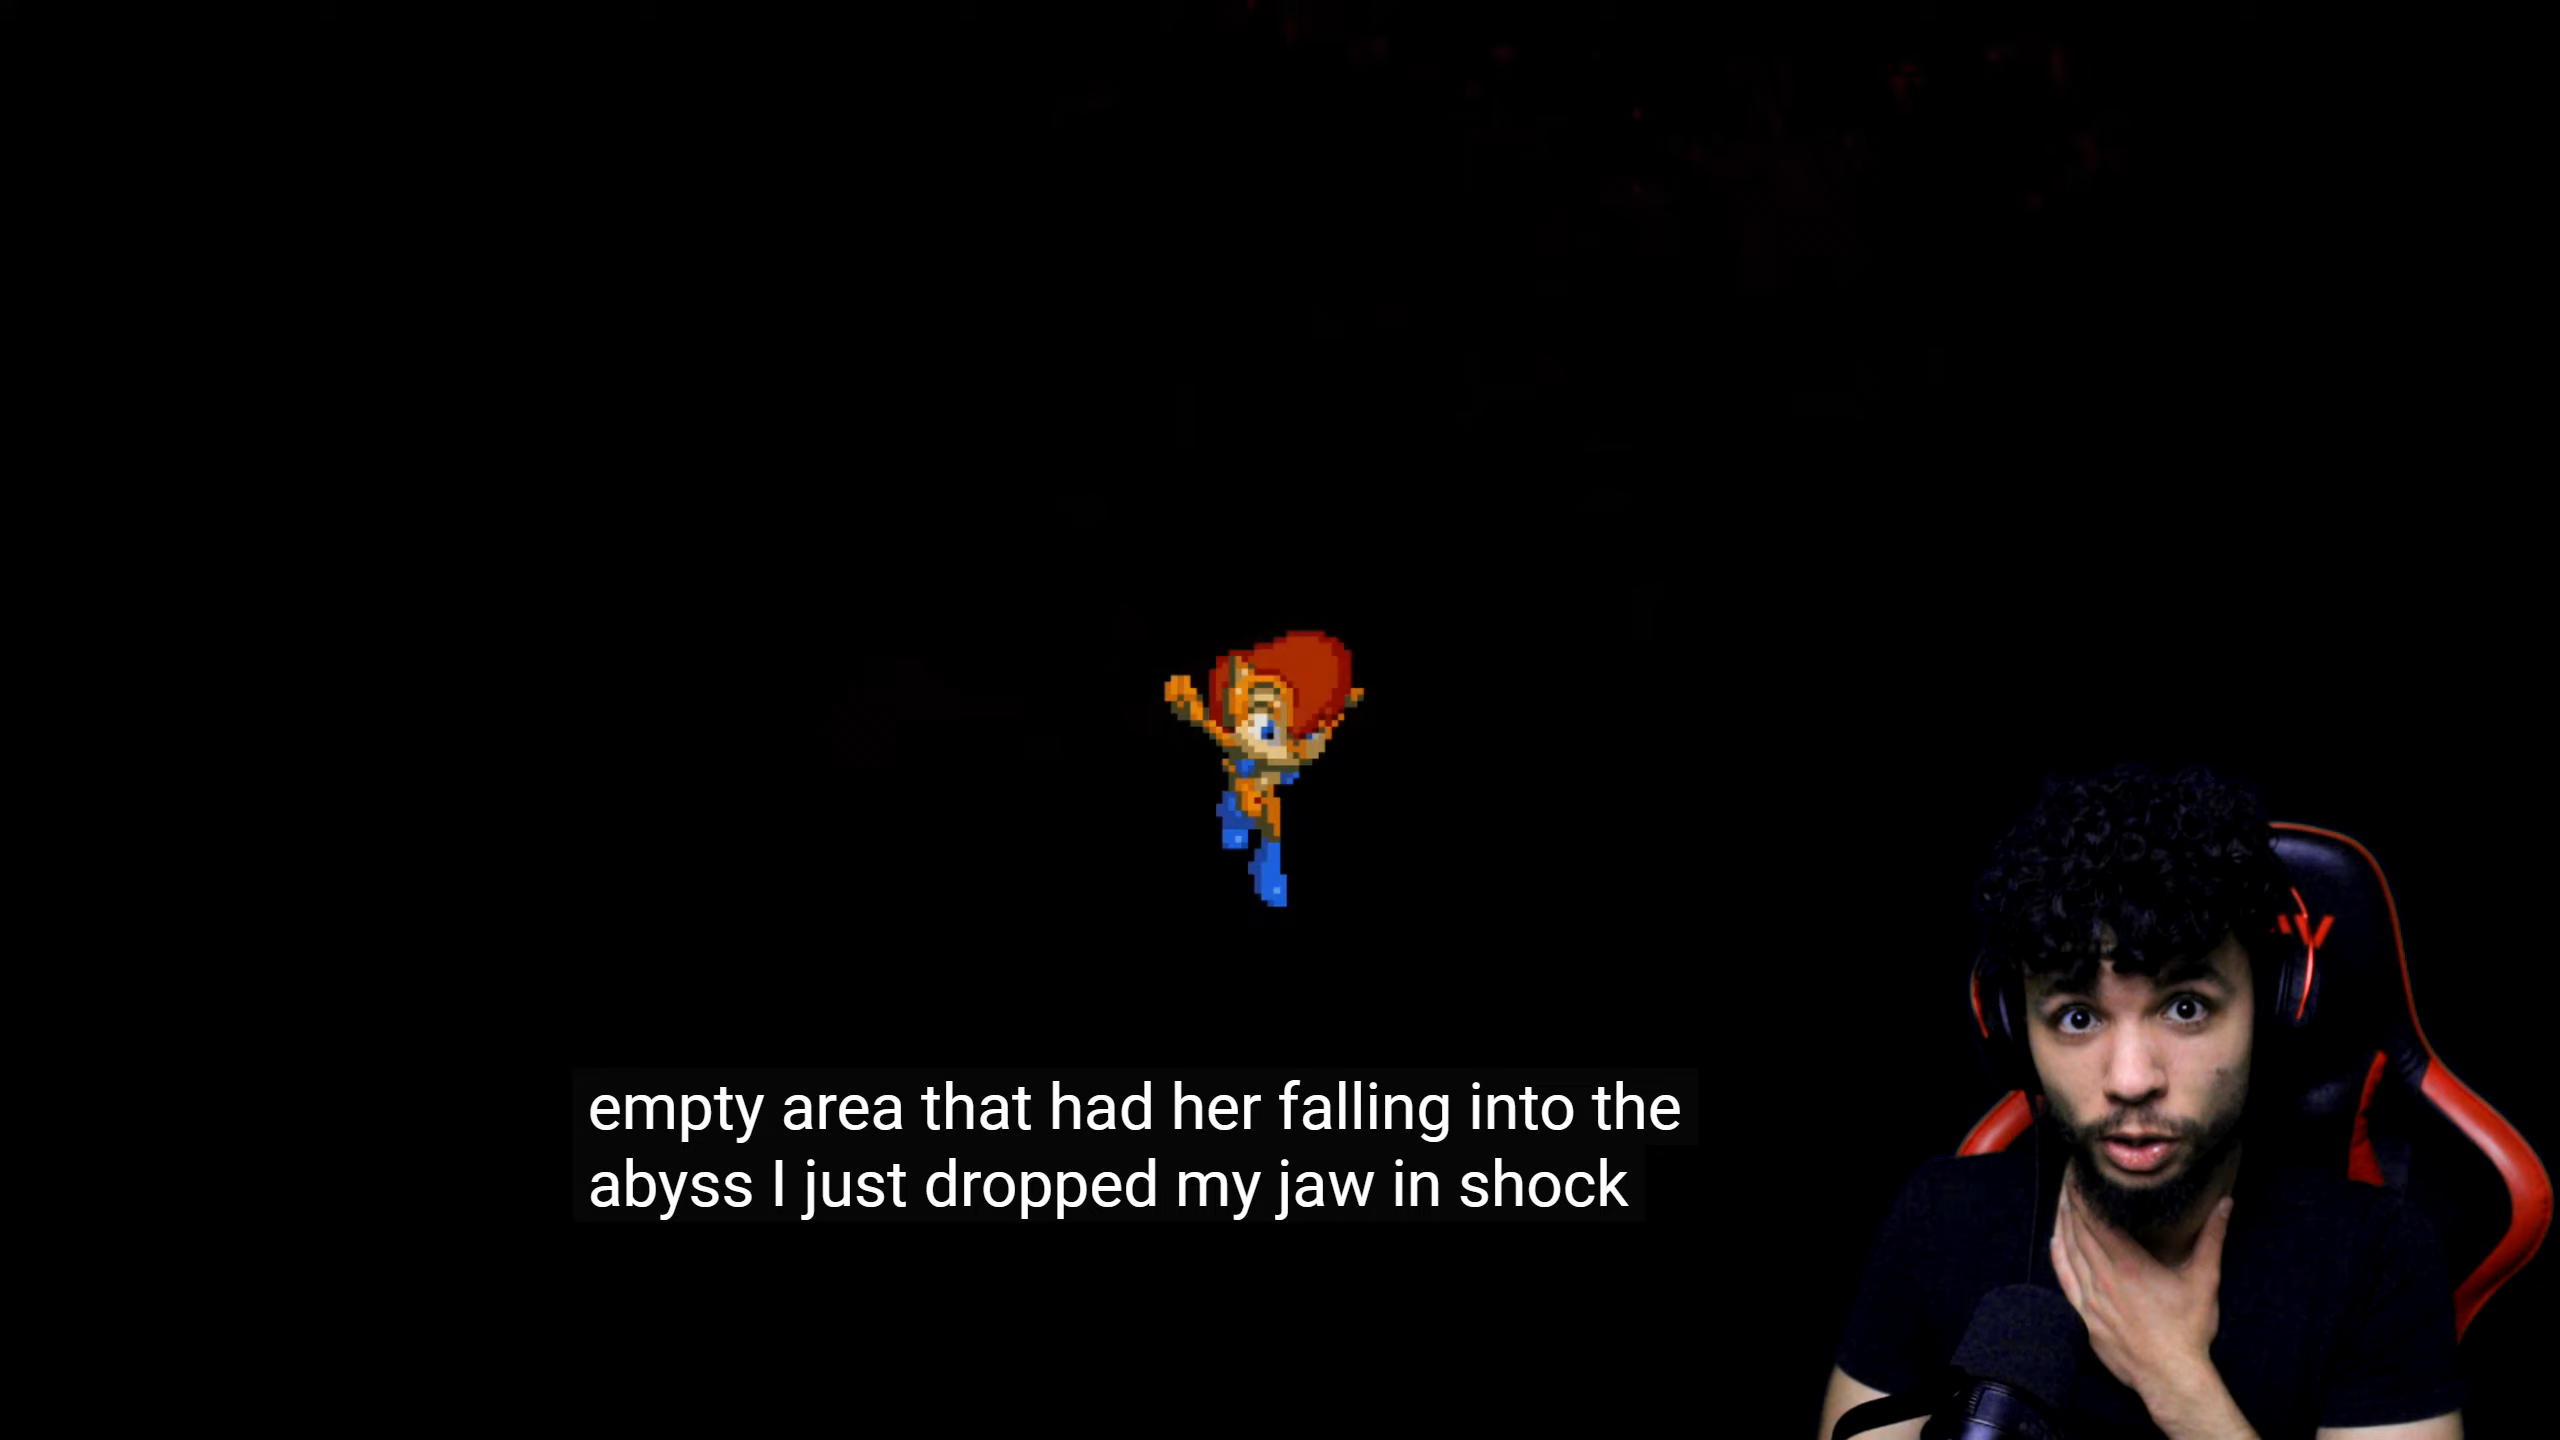 empty area that had her falling into the
abyss I just dropped my jaw in shock